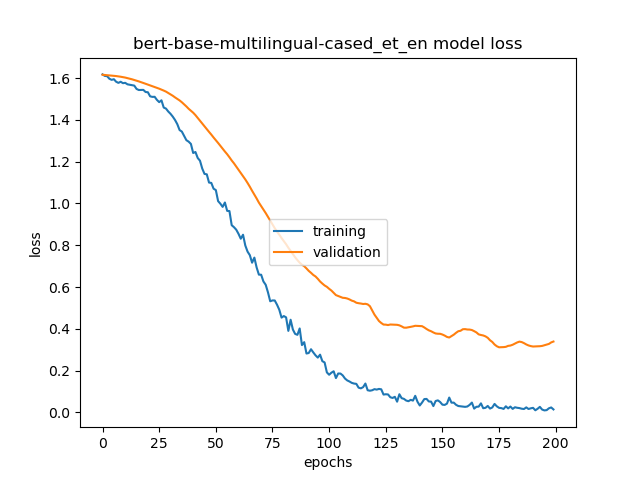 bert-base-multilingual-cased_et_en model loss
loss
1.6
1.4
1.2
1.0
0.8
0.6
0.4
0.2
0.0
training
validation
0 25 50 75 100 125 150 175 200
epochs